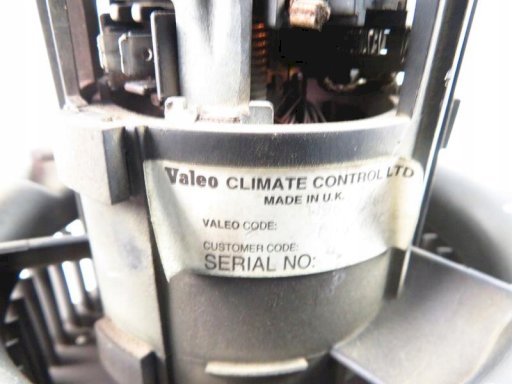 Valeo CLIMATE CONTROL LTD
MADE IN U.K.
VALEO CODE:
CUSTOMER CODE:
SERIAL NO: